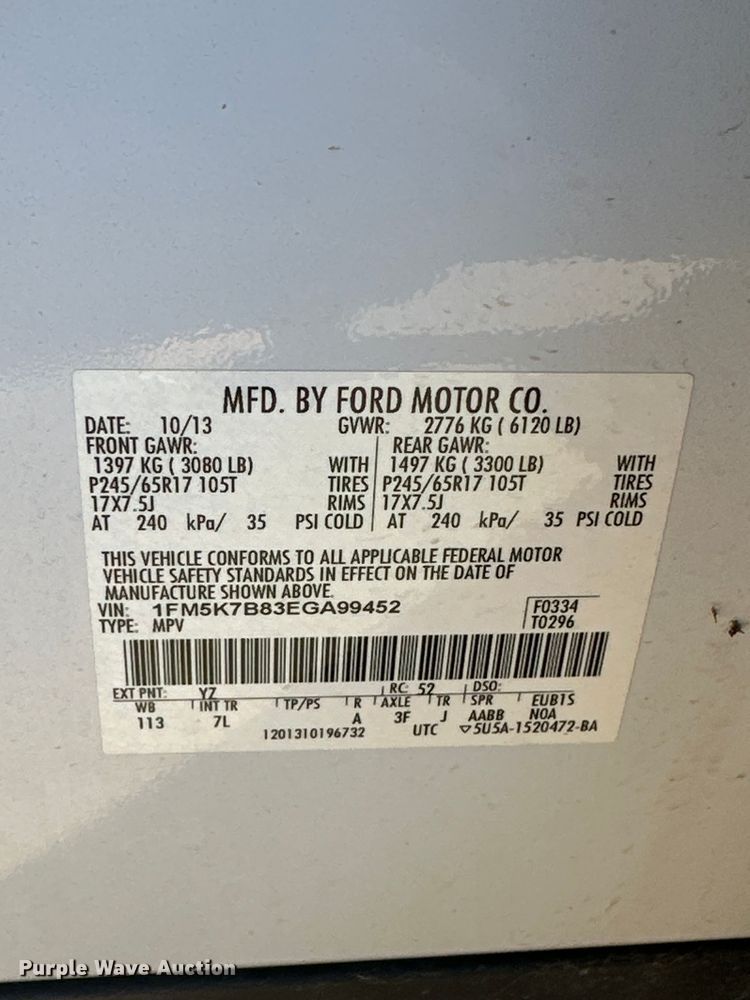 MFD. BY FORD MOTOR CO.
DATE: 10/13 GVWR: 2776 KG ( 6120 LB)
FRONT GAWR: REAR GAWR:
1397 KG ( 3080 LB) WITH 1497 KG ( 3300 LB) WITH
P245/65R17 105T TIRES P245/65R17 105T TIRES
17X7.5J RIMS 17X7.5J RIMS
AT 240 kPa/ 35 PSI COLD AT 240 kPa/ 35 PSI COLD
THIS VEHICLE CONFORMS TO ALL APPLICABLE FEDERAL MOTOR
VEHICLE SAFETY STANDARDS IN EFFECT ON THE DATE OF
MANUFACTURE SHOWN ABOVE.
VIN: 1FM5K7B83EGA99452 F0334
TYPE: MPV T0296
EXT PNT: YZ RC: 52 DSO:
WB INT TR TP/PS R AXLE TR SPR EUB1S
113 7L A 3F J AABB N0A
1201310196732 UTC ▽5U5A-1520472-BA
Purple Wave Auction